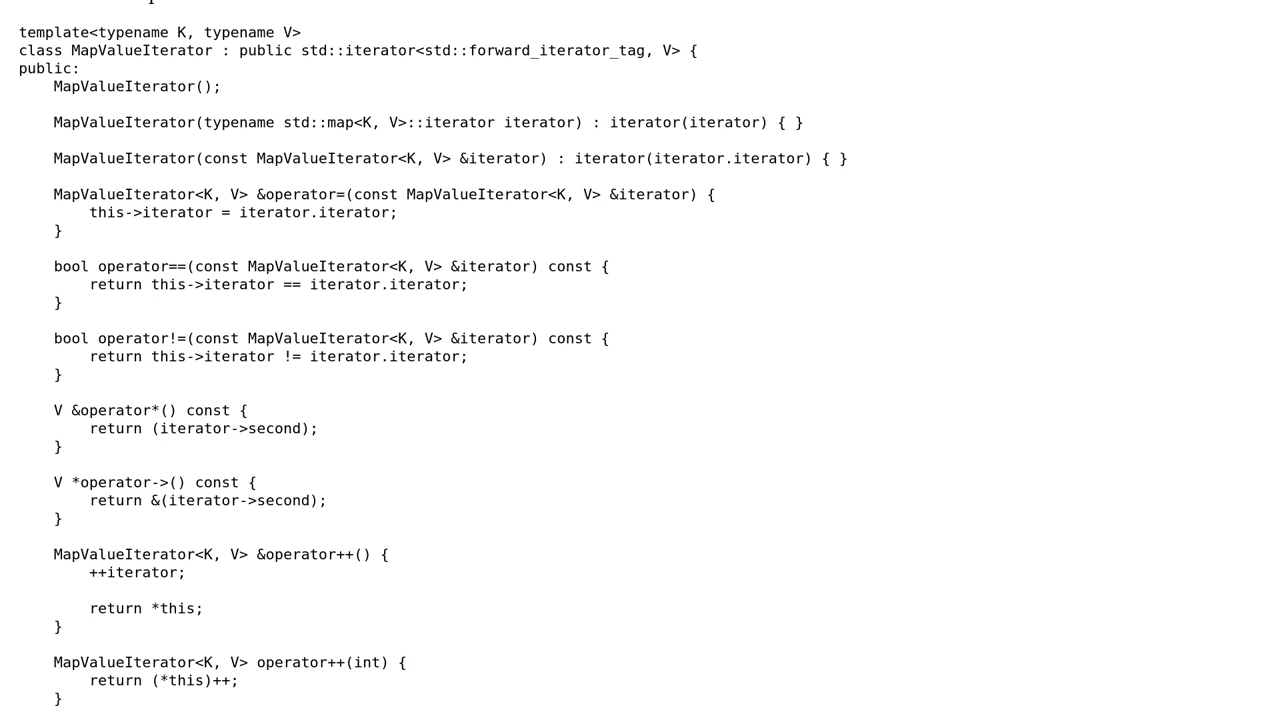 template<typename K, typename V>
class MapValueIterator : public std::iterator<std::forward_iterator_tag, V> {
public:
    MapValueIterator();

    MapValueIterator(typename std::map<K, V>::iterator iterator) : iterator(iterator) { }

    MapValueIterator(const MapValueIterator<K, V> &iterator) : iterator(iterator.iterator) { }

    MapValueIterator<K, V> &operator=(const MapValueIterator<K, V> &iterator) {
        this->iterator = iterator.iterator;
    }

    bool operator==(const MapValueIterator<K, V> &iterator) const {
        return this->iterator == iterator.iterator;
    }

    bool operator!=(const MapValueIterator<K, V> &iterator) const {
        return this->iterator != iterator.iterator;
    }

    V &operator*() const {
        return (iterator->second);
    }

    V *operator->() const {
        return &(iterator->second);
    }

    MapValueIterator<K, V> &operator++() {
        ++iterator;

        return *this;
    }

    MapValueIterator<K, V> operator++(int) {
        return (*this)++;
    }